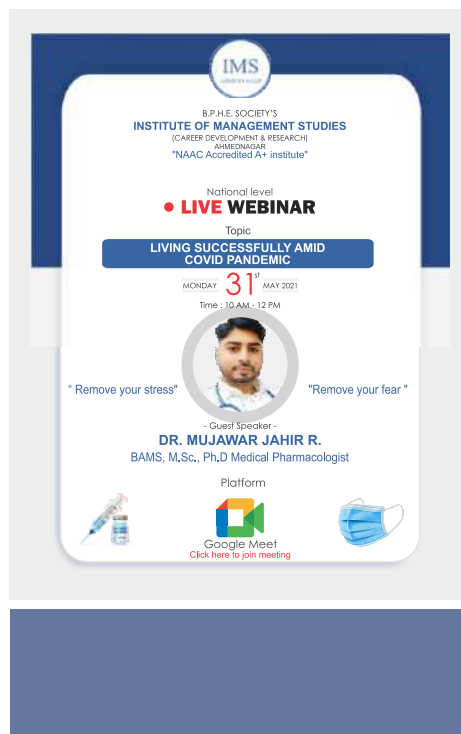 IMS
B.P.H.E. SOCIETY'S
INSTITUTE OF MANAGEMENT STUDIES
(CAREER DEVELOPMENT & RESEARCH)
AHMEDNAGAR
"NAAC Accredited A+ institute"
National level
LIVE WEBINAR
Topic
LIVING SUCCESSFULLY AMID
COVID PANDEMIC
MONDAY 31st MAY 2021
Time : 10 AM - 12 PM
" Remove your stress" "Remove your fear "
- Guest Speaker -
DR. MUJAWAR JAHIR R.
BAMS, M.Sc., Ph.D Medical Pharmacologist
Platform
Google Meet
Click here to join meeting